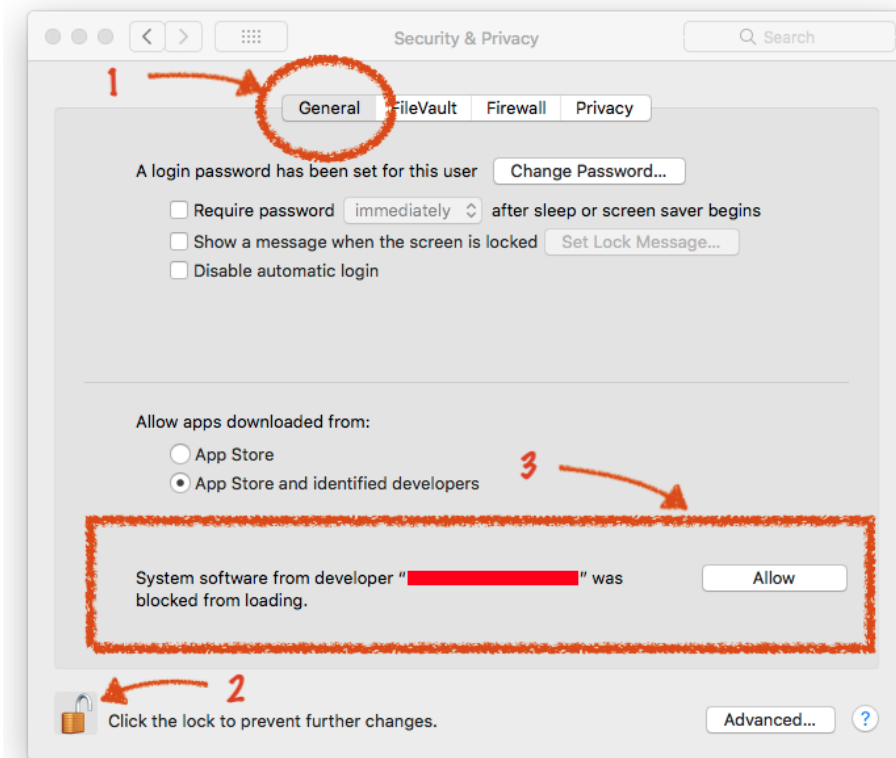 Security & Privacy
Search
1
General FileVault Firewall Privacy
A login password has been set for this user Change Password...
Require password immediately after sleep or screen saver begins
Show a message when the screen is locked Set Lock Message...
Disable automatic login
Allow apps downloaded from:
App Store
3
App Store and identified developers
System software from developer “ ” was Allow
blocked from loading.
2
Click the lock to prevent further changes. Advanced... ?